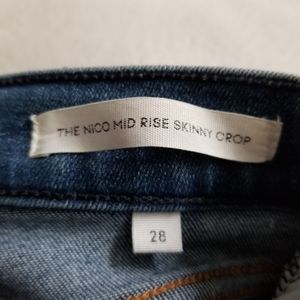 THE NICO MID RISE SKINNY CROP
28